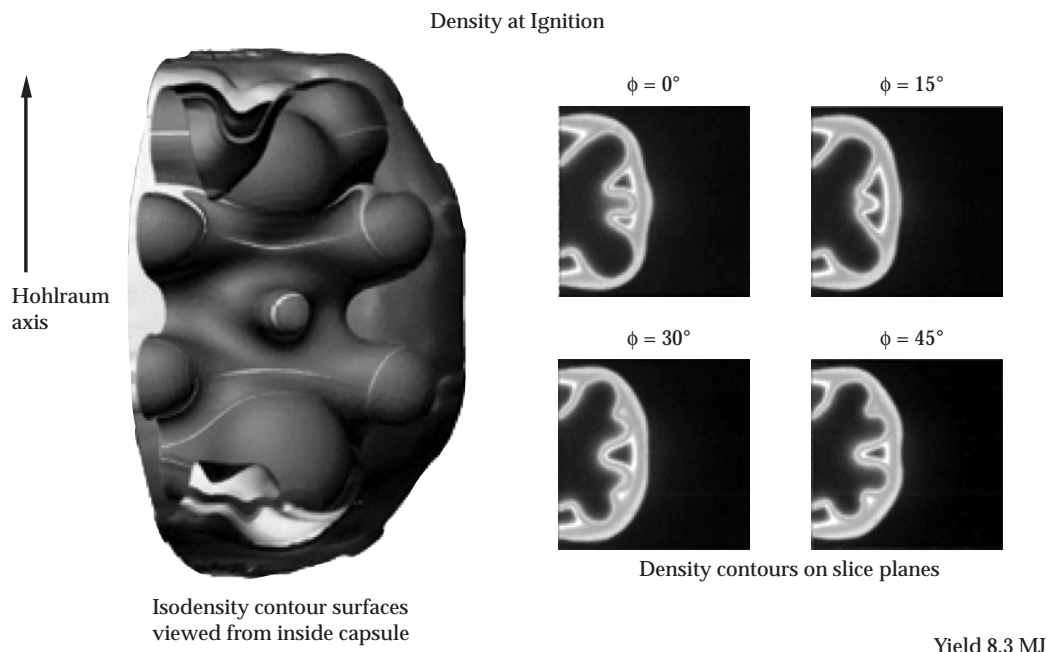 Density at Ignition
Hohlraum
axis
ϕ = 0°
ϕ = 15°
ϕ = 30°
ϕ = 45°
Density contours on slice planes
Isodensity contour surfaces
viewed from inside capsule
Yield 8.3 MJ